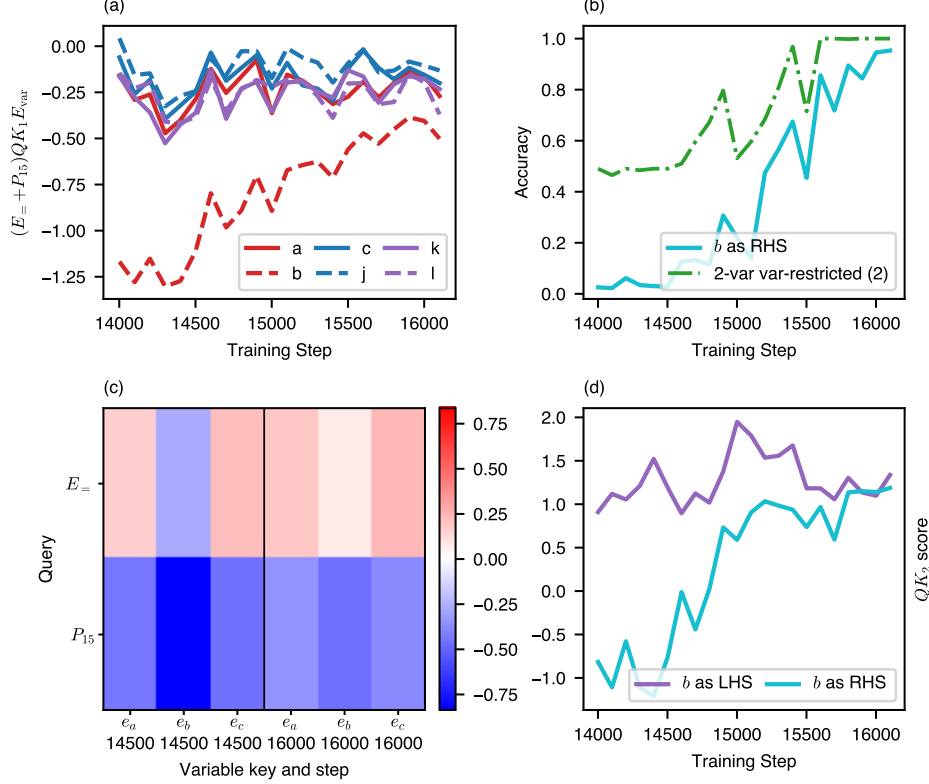 (a)
(E= + P15)QK1Evar
0.00
−0.25
−0.50
−0.75
−1.00
−1.25
a
c
k
b
j
l
14000
14500
15000
15500
16000
Training Step
(b)
Accuracy
1.0
0.8
0.6
0.4
0.2
0.0
b as RHS
2-var var-restricted (2)
14000
15000
16000
Training Step
(c)
Query
E=
P15
ea
eb
ec
ea
eb
ec
14500
14500
14500
16000
16000
16000
Variable key and step
0.75
0.50
0.25
0.00
−0.25
−0.50
−0.75
(d)
2.0
1.5
1.0
0.5
0.0
−0.5
−1.0
b as LHS
b as RHS
14000
15000
16000
Training Step
QK2 score